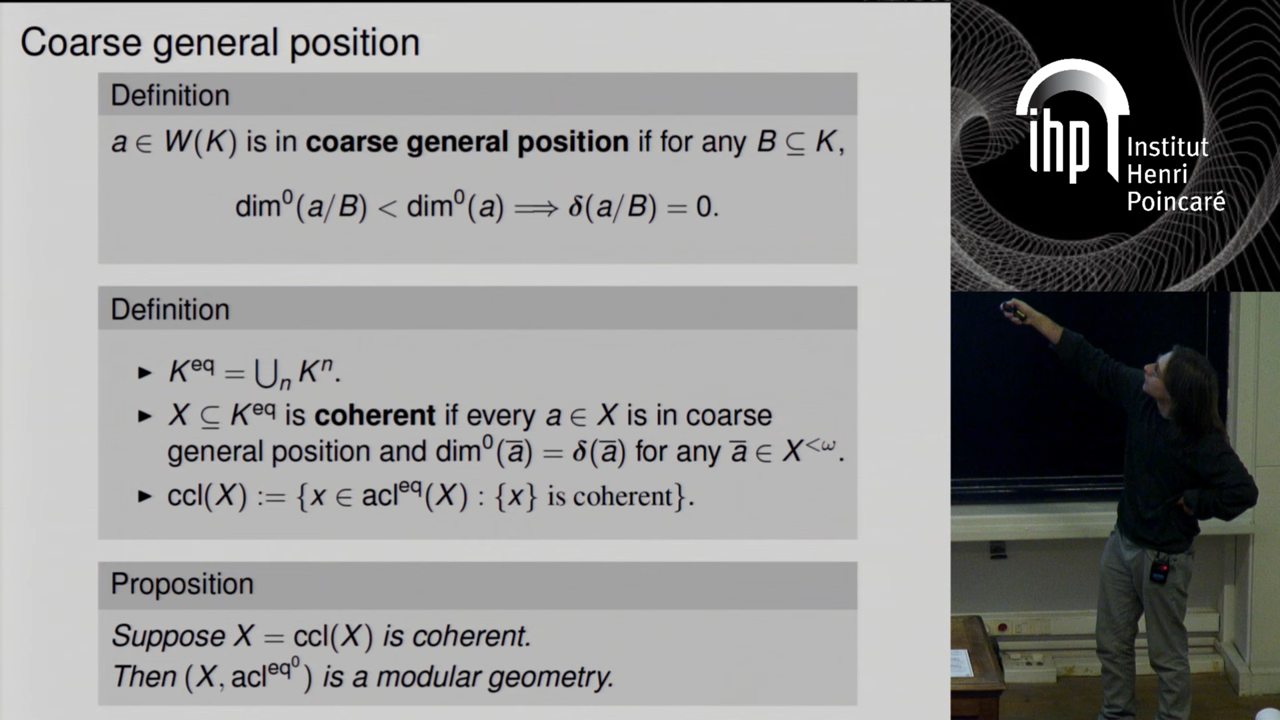 Coarse general position
Definition
a ∈ W(K) is in coarse general position if for any B ⊆ K,
dim⁰(a/B) < dim⁰(a) ⟹ δ(a/B) = 0.
Definition
► K^eq = ⋃ₙ Kⁿ.
► X ⊆ K^eq is coherent if every a ∈ X is in coarse
general position and dim⁰(a̅) = δ(a̅) for any a̅ ∈ X^{<ω}.
► ccl(X) := {x ∈ acl^eq(X) : {x} is coherent}.
Proposition
Suppose X = ccl(X) is coherent.
Then (X, acl^{eq⁰}) is a modular geometry.
ihp
Institut
Henri
Poincaré